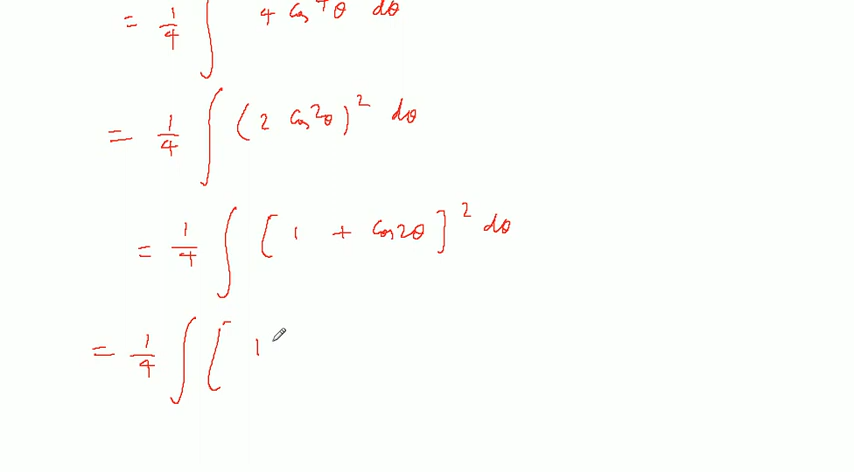 = 1/4 ∫ 4 cos⁴θ dθ
= 1/4 ∫ (2 cos²θ)² dθ
= 1/4 ∫ [1 + cos2θ]² dθ
= 1/4 ∫ [ 1